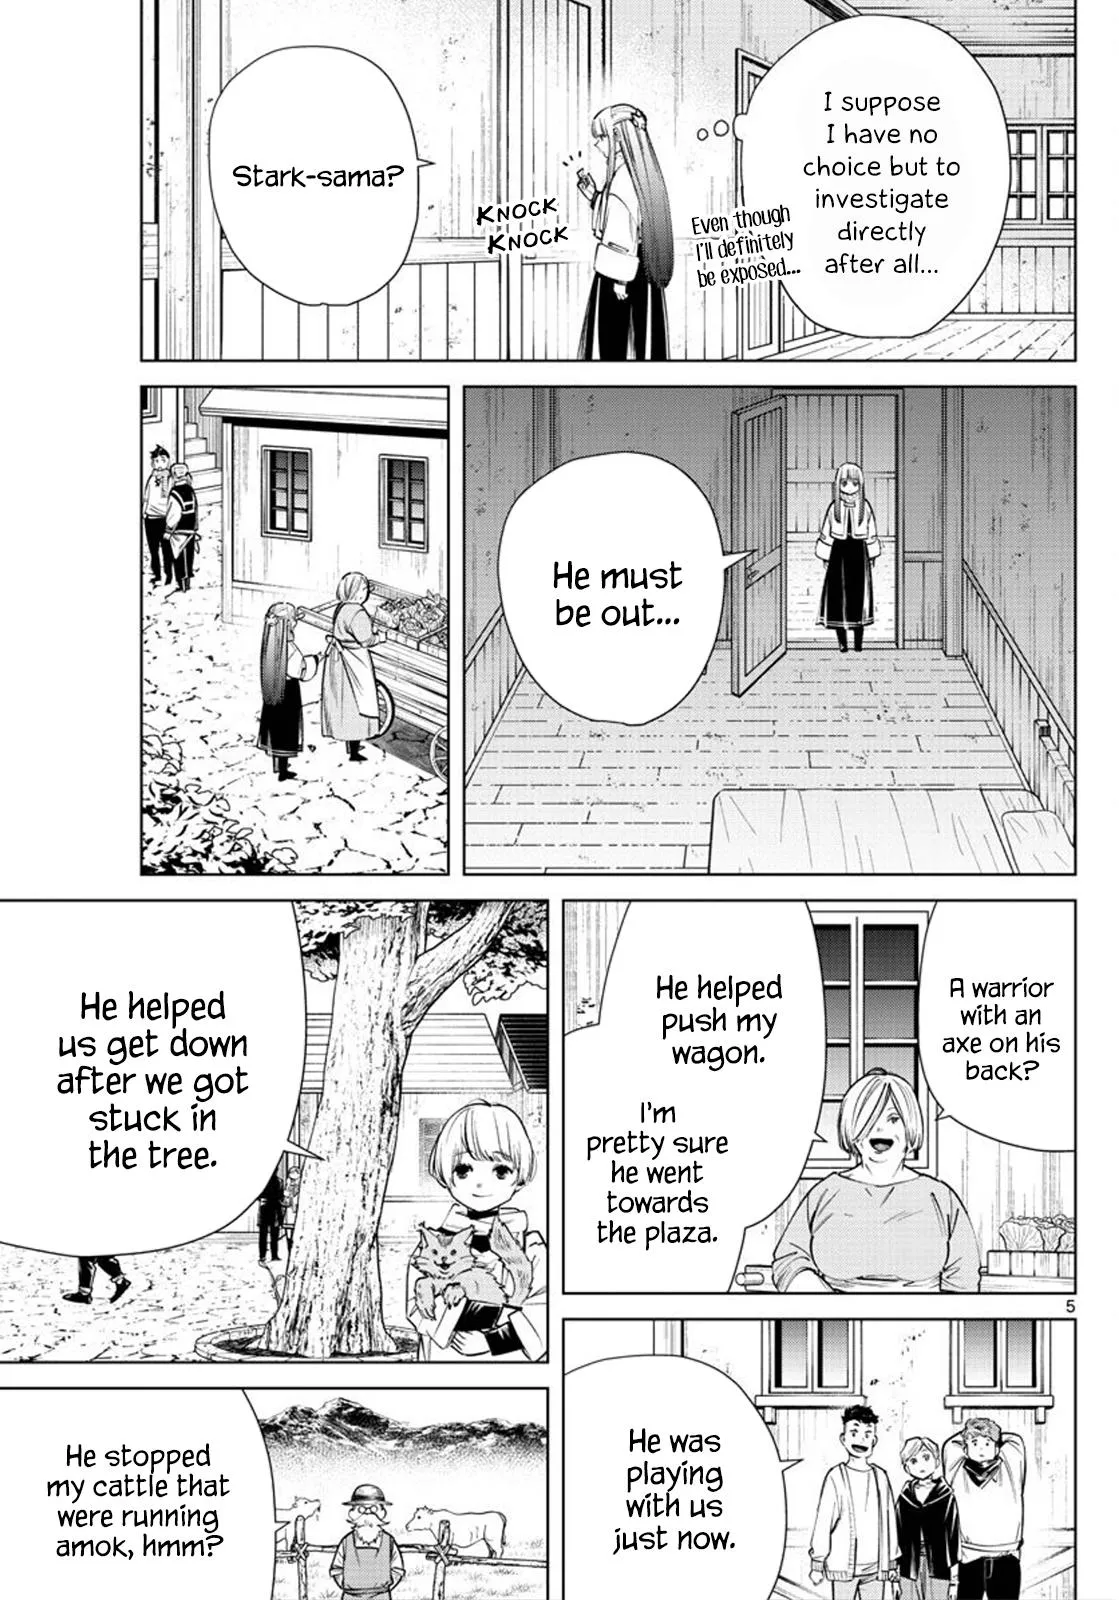 I suppose
I have no
choice but to
investigate
directly
after all...
Even though
I'll definitely
be exposed...
Knock
Knock
Stark-sama?
He must
be out...
A warrior
with an
axe on his
back?
He helped
push my
wagon.
I'm
pretty sure
he went
towards
the plaza.
He helped
us get down
after we got
stuck in
the tree.
5
He was
playing
with us
just now.
He stopped
my cattle that
were running
amok, hmm?